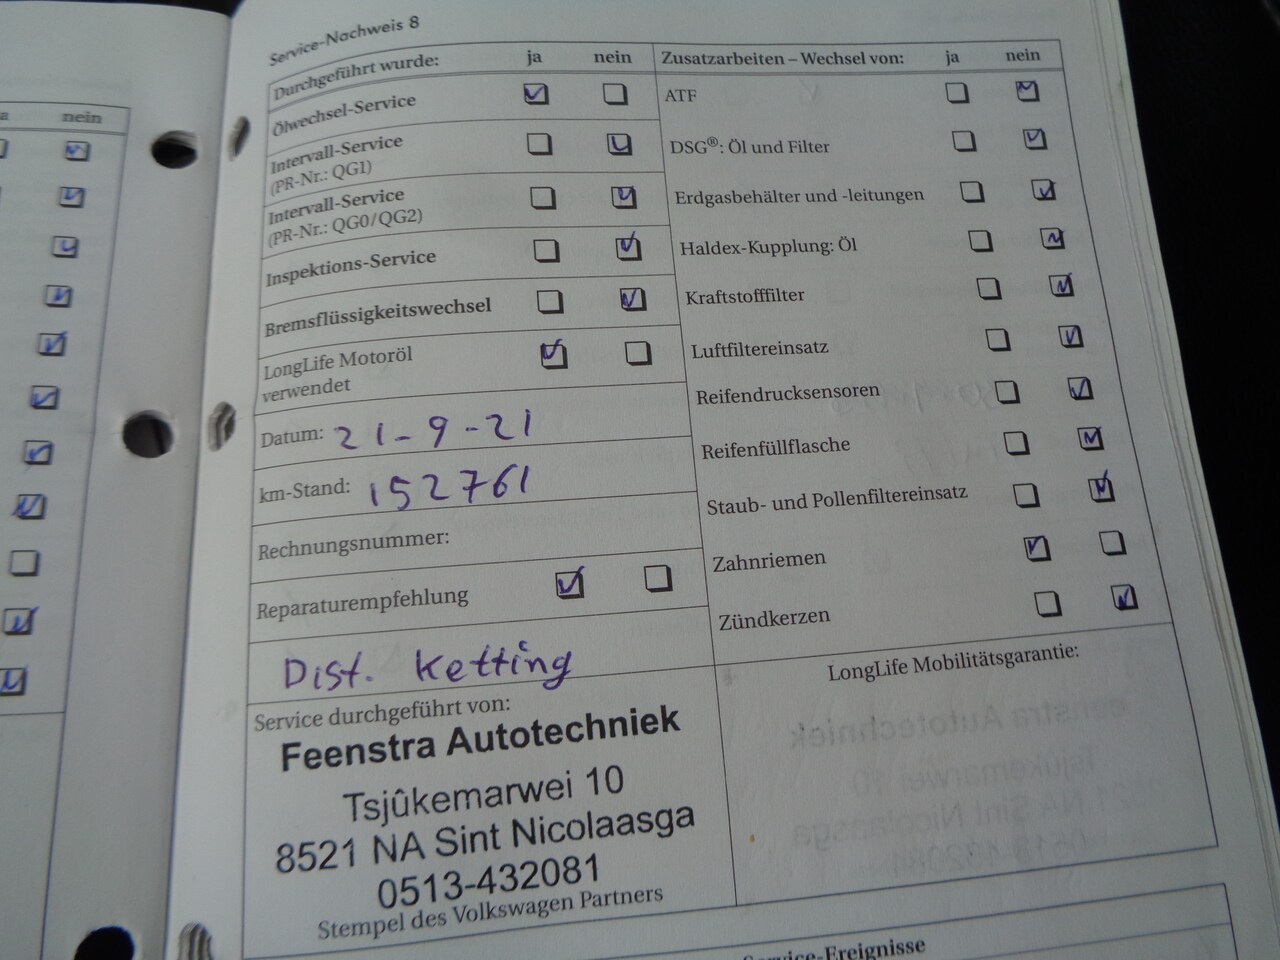 a nein
Service-Nachweis 8
Durchgeführt wurde: ja nein
Ölwechsel-Service
Intervall-Service
(PR-Nr.: QG1)
Intervall-Service
(PR-Nr.: QG0/QG2)
Inspektions-Service
Bremsflüssigkeitswechsel
LongLife Motoröl
verwendet
Datum: 21-9-21
km-Stand: 152761
Rechnungsnummer:
Reparaturempfehlung
Dist. Ketting
Service durchgeführt von:
Feenstra Autotechniek
Tsjûkemarwei 10
8521 NA Sint Nicolaasga
0513-432081
Stempel des Volkswagen Partners
Zusatzarbeiten – Wechsel von: ja nein
ATF
DSG®: Öl und Filter
Erdgasbehälter und -leitungen
Haldex-Kupplung: Öl
Kraftstofffilter
Luftfiltereinsatz
Reifendrucksensoren
Reifenfüllflasche
Staub- und Pollenfiltereinsatz
Zahnriemen
Zündkerzen
LongLife Mobilitätsgarantie:
Service-Ereignisse